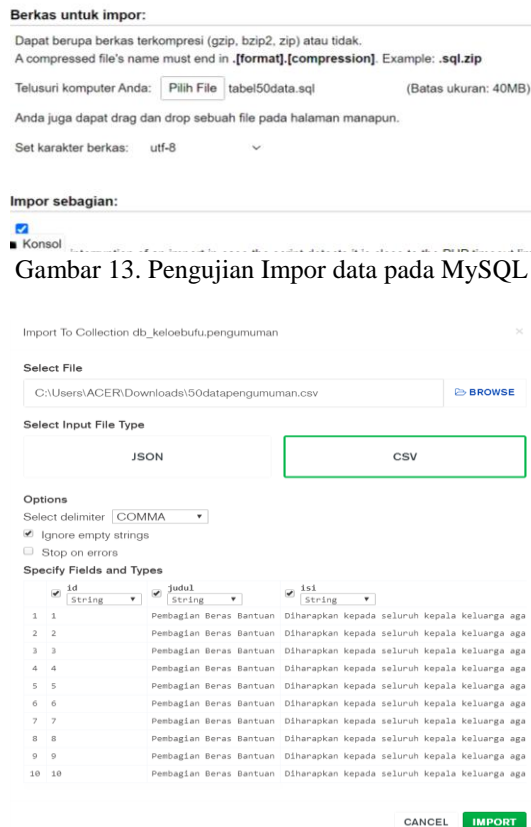 Berkas untuk impor:
Dapat berupa berkas terkompresi (gzip, bzip2, zip) atau tidak.
A compressed file's name must end in .[format].[compression]. Example: .sql.zip
Telusuri komputer Anda: Pilih File tabel50data.sql (Batas ukuran: 40MB)
Anda juga dapat drag dan drop sebuah file pada halaman manapun.
Set karakter berkas: utf-8
Impor sebagian:
Konsol
Gambar 13. Pengujian Impor data pada MySQL
Import To Collection db_keloebufu.pengumuman
Select File
C:\Users\ACER\Downloads\50datapengumuman.csv BROWSE
Select Input File Type
JSON CSV
Options
Select delimiter COMMA
Ignore empty strings
Stop on errors
Specify Fields and Types
id judul isi
String String String
1 1 Pembagian Beras Bantuan Diharapkan kepada seluruh kepala keluarga aga
2 2 Pembagian Beras Bantuan Diharapkan kepada seluruh kepala keluarga aga
3 3 Pembagian Beras Bantuan Diharapkan kepada seluruh kepala keluarga aga
4 4 Pembagian Beras Bantuan Diharapkan kepada seluruh kepala keluarga aga
5 5 Pembagian Beras Bantuan Diharapkan kepada seluruh kepala keluarga aga
6 6 Pembagian Beras Bantuan Diharapkan kepada seluruh kepala keluarga aga
7 7 Pembagian Beras Bantuan Diharapkan kepada seluruh kepala keluarga aga
8 8 Pembagian Beras Bantuan Diharapkan kepada seluruh kepala keluarga aga
9 9 Pembagian Beras Bantuan Diharapkan kepada seluruh kepala keluarga aga
10 10 Pembagian Beras Bantuan Diharapkan kepada seluruh kepala keluarga aga
CANCEL IMPORT